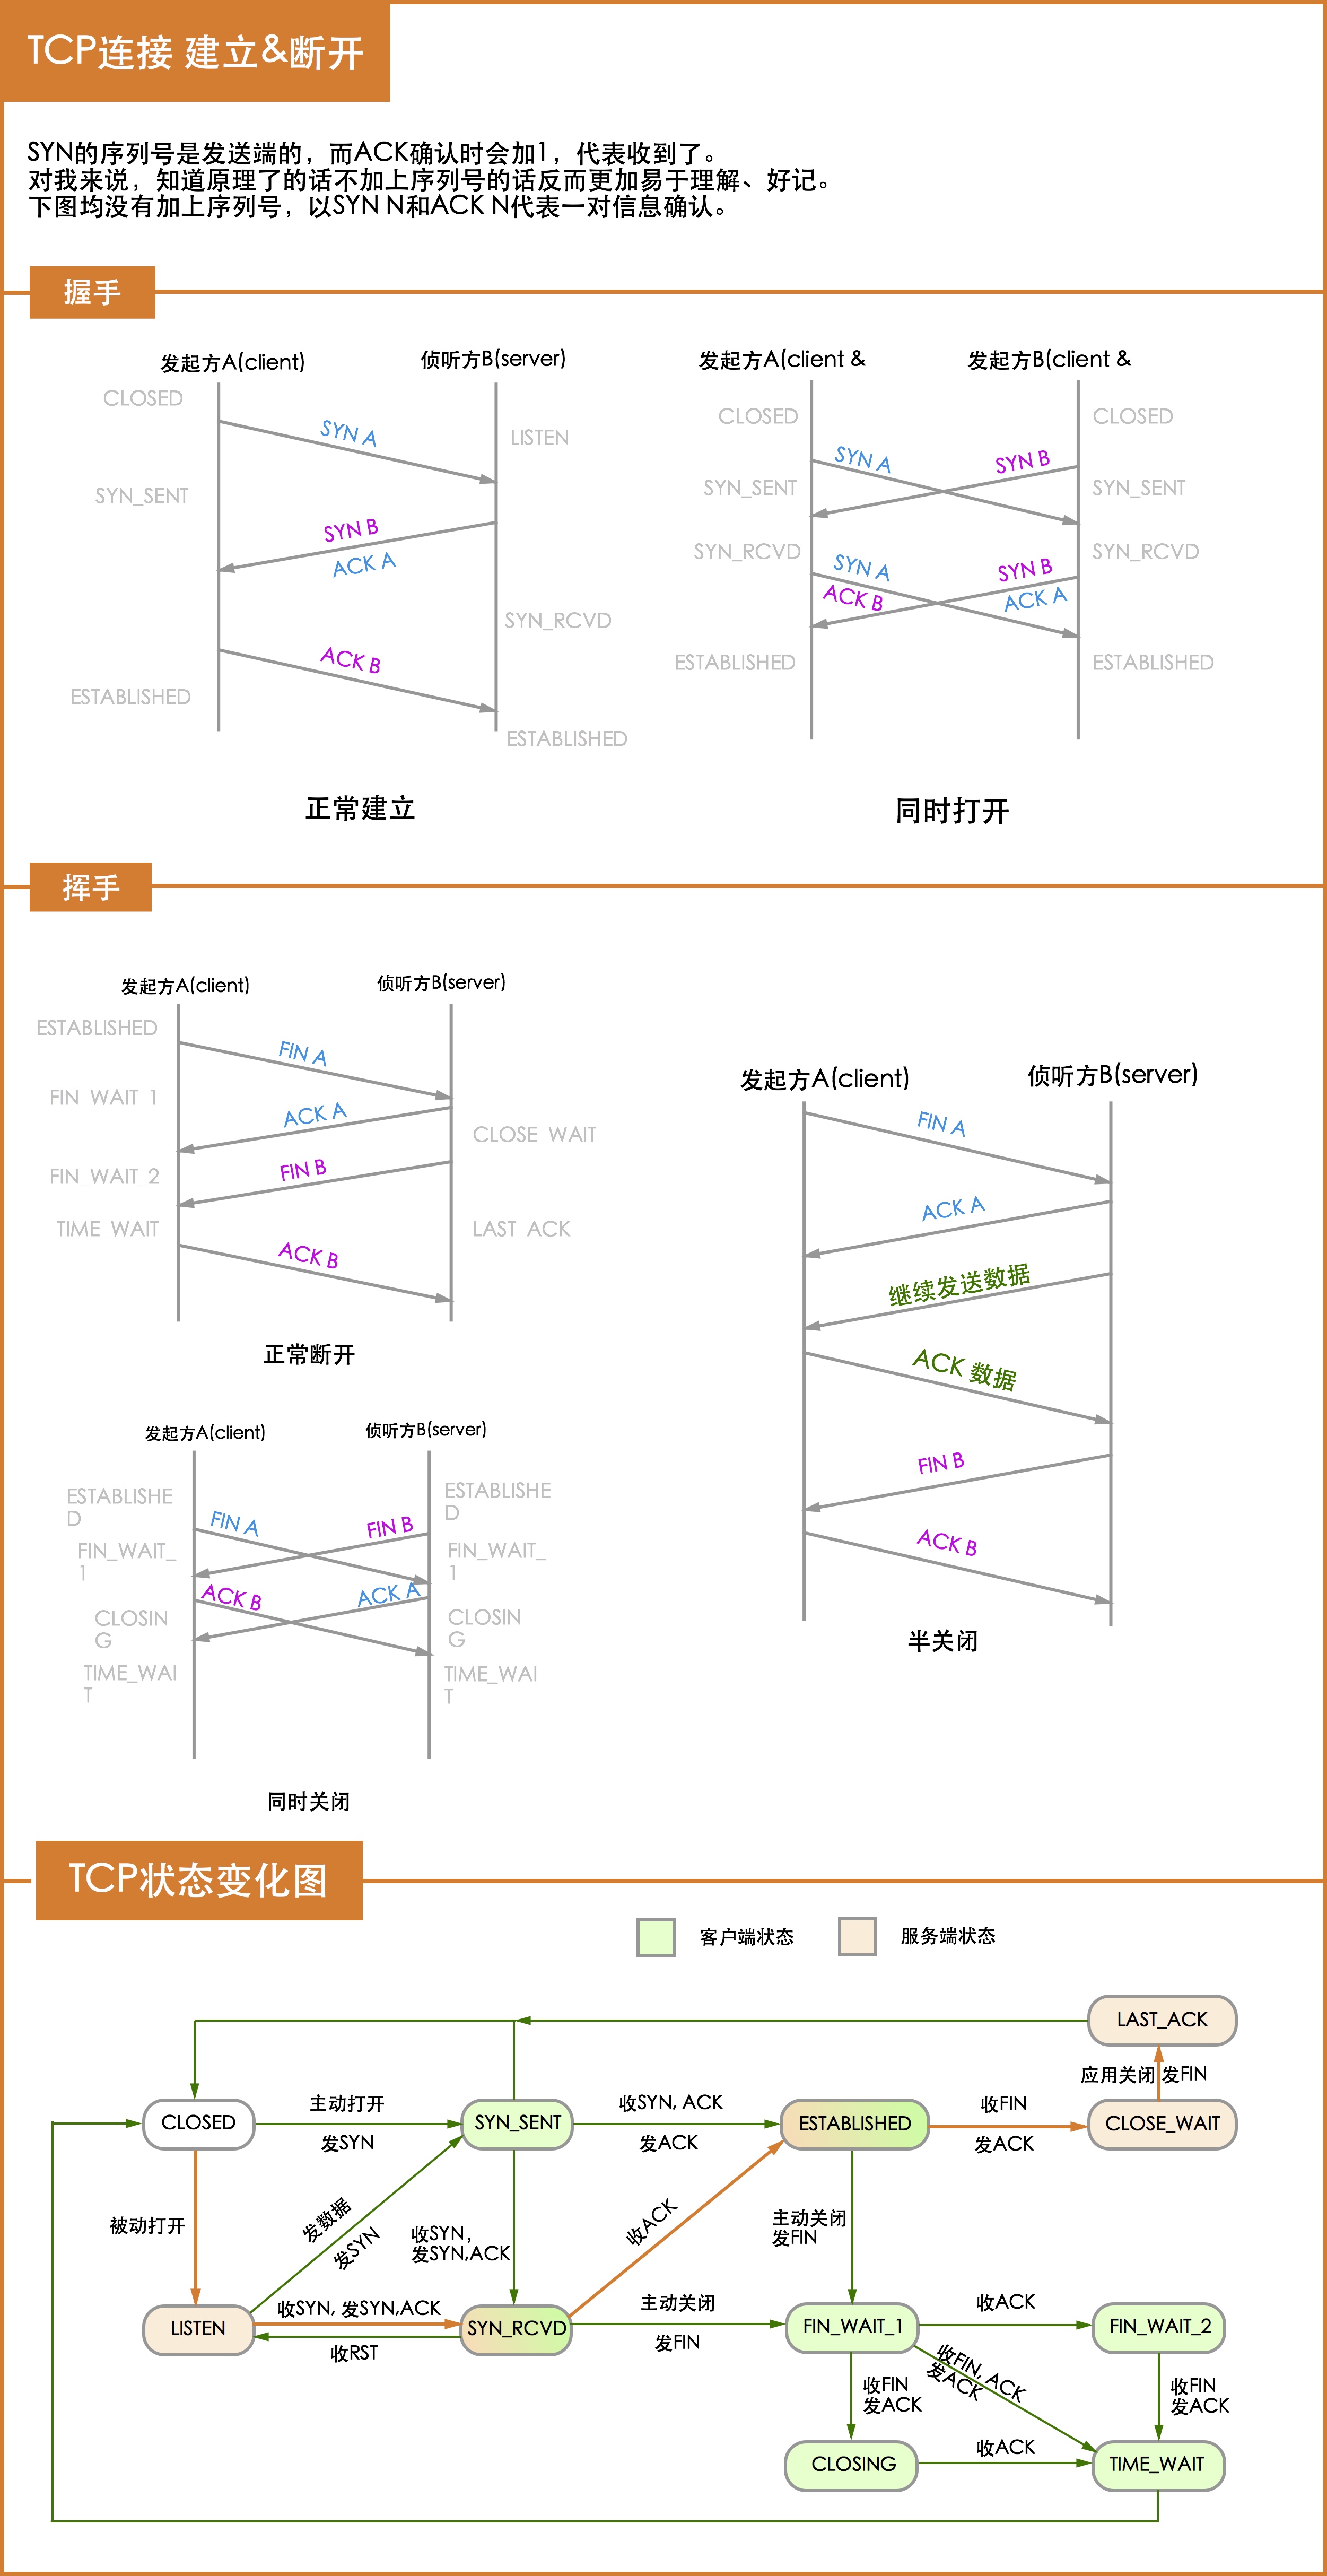 TCP连接 建立&断开
SYN的序列号是发送端的，而ACK确认时会加1，代表收到了。
对我来说，知道原理了的话不加上序列号的话反而更加易于理解、好记。
下图均没有加上序列号，以SYN N和ACK N代表一对信息确认。
握手
发起方A(client)
侦听方B(server)
CLOSED
SYN A
LISTEN
SYN_SENT
SYN B
ACK A
SYN_RCVD
ACK B
ESTABLISHED
ESTABLISHED
正常建立
发起方A(client &
发起方B(client &
CLOSED
CLOSED
SYN A
SYN B
SYN_SENT
SYN_SENT
SYN_RCVD
SYN_RCVD
SYN A
SYN B
ACK B
ACK A
ESTABLISHED
ESTABLISHED
同时打开
挥手
发起方A(client)
侦听方B(server)
ESTABLISHED
FIN A
FIN_WAIT_1
ACK A
CLOSE WAIT
FIN B
FIN_WAIT_2
TIME WAIT
LAST ACK
ACK B
正常断开
发起方A(client)
侦听方B(server)
FIN A
ACK A
继续发送数据
ACK 数据
FIN B
ACK B
半关闭
发起方A(client)
侦听方B(server)
ESTABLISHE
D
ESTABLISHE
D
FIN A
FIN B
FIN_WAIT_
1
FIN_WAIT_
1
ACK B
ACK A
CLOSIN
G
CLOSIN
G
TIME_WAI
T
TIME_WAI
T
同时关闭
TCP状态变化图
客户端状态
服务端状态
LAST_ACK
应用关闭
发FIN
CLOSED
主动打开
发SYN
SYN_SENT
收SYN, ACK
发ACK
ESTABLISHED
收FIN
发ACK
CLOSE_WAIT
被动打开
发数据
发SYN
收SYN，
发SYN,ACK
收ACK
主动关闭
发FIN
LISTEN
收SYN, 发SYN,ACK
收RST
SYN_RCVD
主动关闭
发FIN
FIN_WAIT_1
收ACK
FIN_WAIT_2
收FIN
发ACK
收FIN, ACK
发ACK
收FIN
发ACK
CLOSING
收ACK
TIME_WAIT